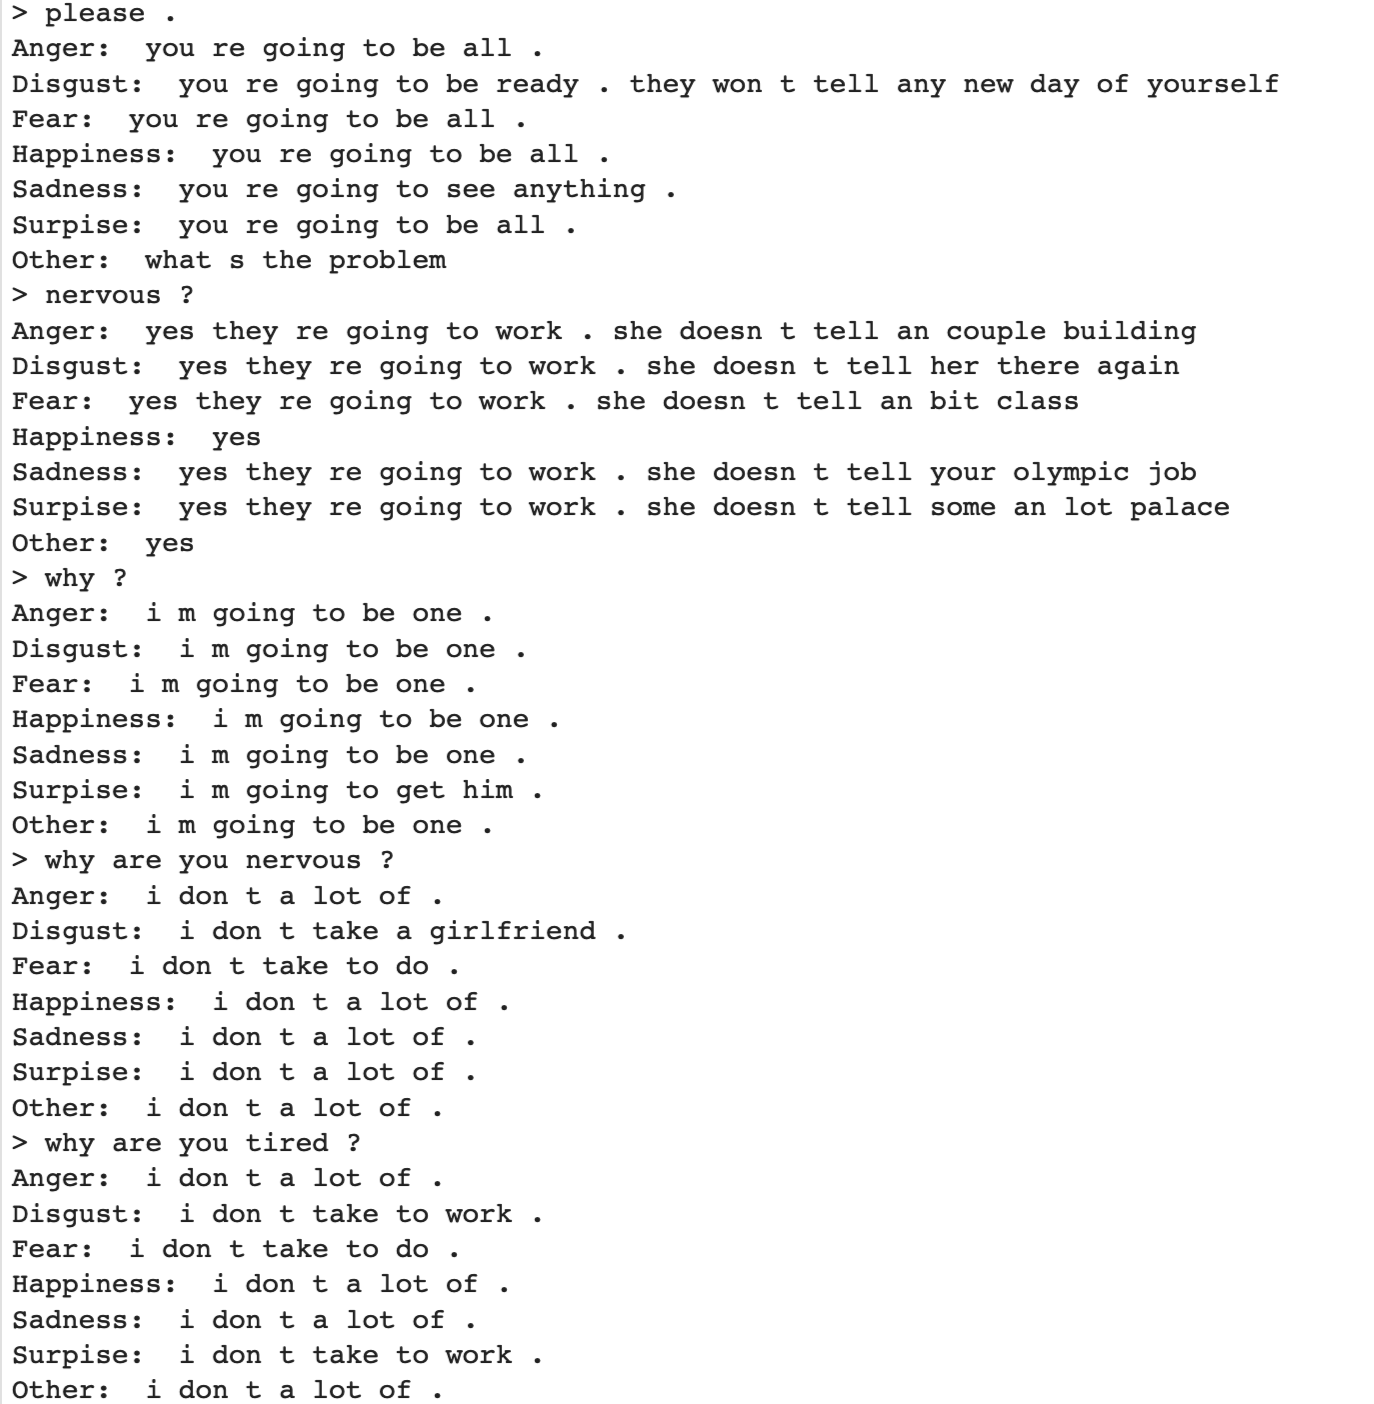 > please .
Anger:  you re going to be all .
Disgust:  you re going to be ready . they won t tell any new day of yourself
Fear:  you re going to be all .
Happiness:  you re going to be all .
Sadness:  you re going to see anything .
Surpise:  you re going to be all .
Other:  what s the problem
> nervous ?
Anger:  yes they re going to work . she doesn t tell an couple building
Disgust:  yes they re going to work . she doesn t tell her there again
Fear:  yes they re going to work . she doesn t tell an bit class
Happiness:  yes
Sadness:  yes they re going to work . she doesn t tell your olympic job
Surpise:  yes they re going to work . she doesn t tell some an lot palace
Other:  yes
> why ?
Anger:  i m going to be one .
Disgust:  i m going to be one .
Fear:  i m going to be one .
Happiness:  i m going to be one .
Sadness:  i m going to be one .
Surpise:  i m going to get him .
Other:  i m going to be one .
> why are you nervous ?
Anger:  i don t a lot of .
Disgust:  i don t take a girlfriend .
Fear:  i don t take to do .
Happiness:  i don t a lot of .
Sadness:  i don t a lot of .
Surpise:  i don t a lot of .
Other:  i don t a lot of .
> why are you tired ?
Anger:  i don t a lot of .
Disgust:  i don t take to work .
Fear:  i don t take to do .
Happiness:  i don t a lot of .
Sadness:  i don t a lot of .
Surpise:  i don t take to work .
Other:  i don t a lot of .